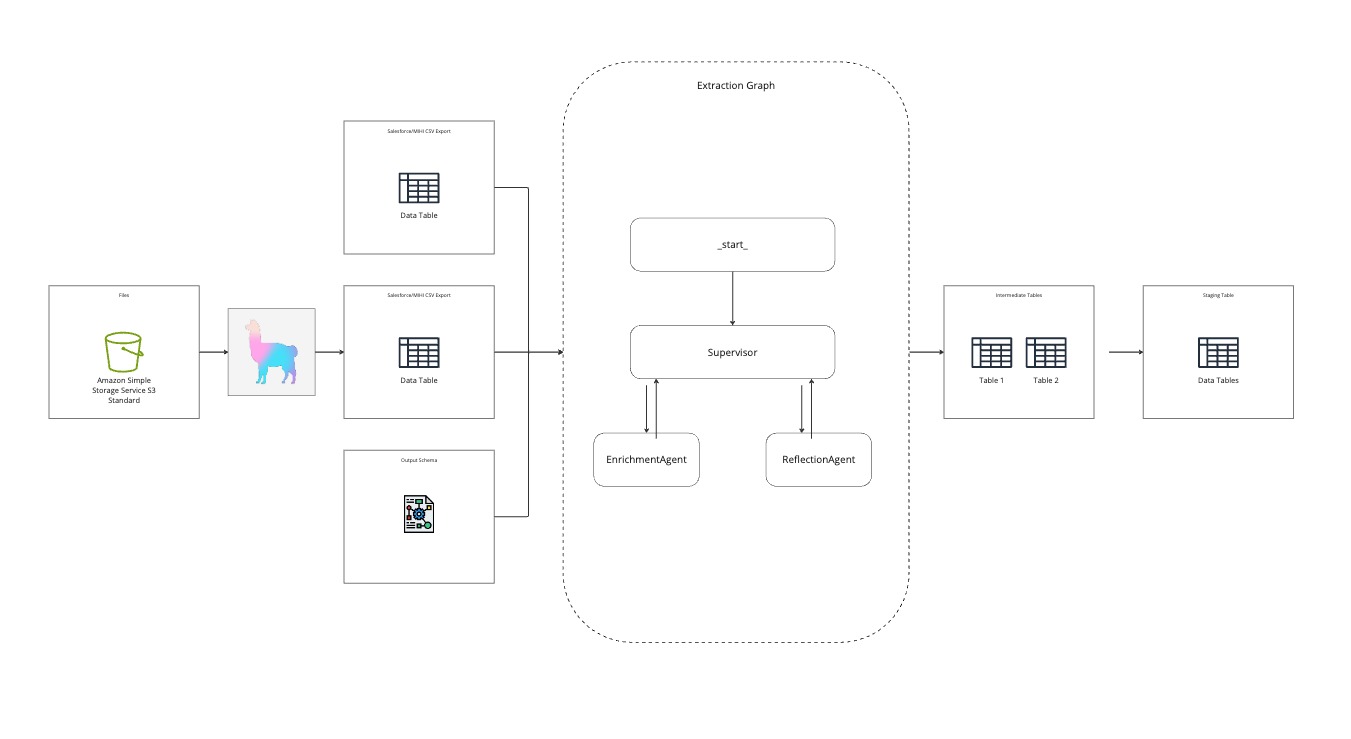 Extraction Graph
Salesforce/MIHI CSV Export
Data Table
_start_
Files
Amazon Simple
Storage Service S3
Standard
Salesforce/MIHI CSV Export
Data Table
Supervisor
Intermediate Tables
Table 1
Table 2
Staging Table
Data Tables
Output Schema
EnrichmentAgent
ReflectionAgent